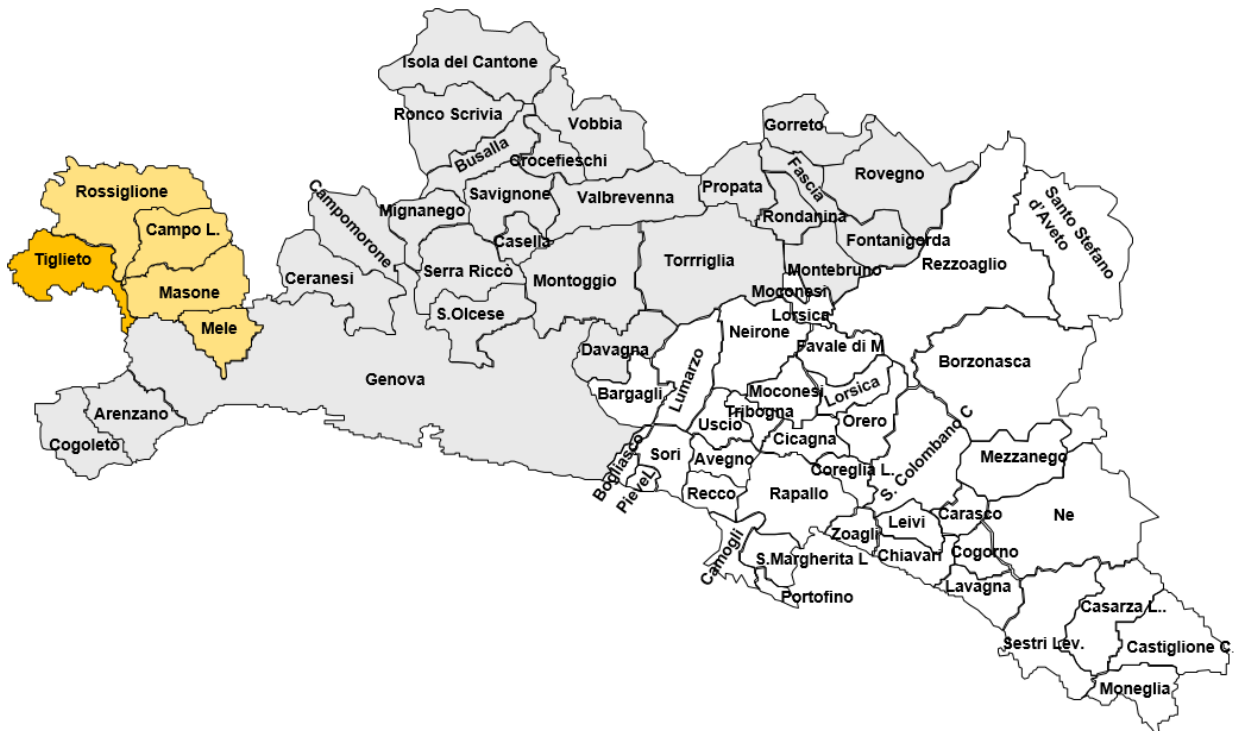 Isola del Cantone
Ronco Scrivia
Vobbia
Gorreto
Busalla
Crocefieschi
Fascia
Rovegno
Rossiglione
Campomorone
Savignone
Valbrevenna
Propata
Mignanego
Rondanina
Santo Stefano
d'Aveto
Campo L.
Casella
Fontanigorda
Tiglieto
Ceranesi
Serra Riccò
Montoggio
Torrriglia
Montebruno
Rezzoaglio
Masone
Moconesi
S.Olcese
Lorsica
Mele
Neirone
Davagna
Favale di M
Borzonasca
Genova
Lumarzo
Bargagli
Moconesi
Lorsica
Arenzano
Tribogna
Uscio
Orero
Cogoleto
Cicagna
S. Colombano C
Bogliasco
Sori
Avegno
Coreglia L.
Mezzanego
PieveL
Recco
Rapallo
Carasco
Ne
Leivi
Zoagli
Camogli
S.Margherita L
Chiavari
Cogorno
Lavagna
Portofino
Casarza L..
Sestri Lev.
Castiglione C.
Moneglia